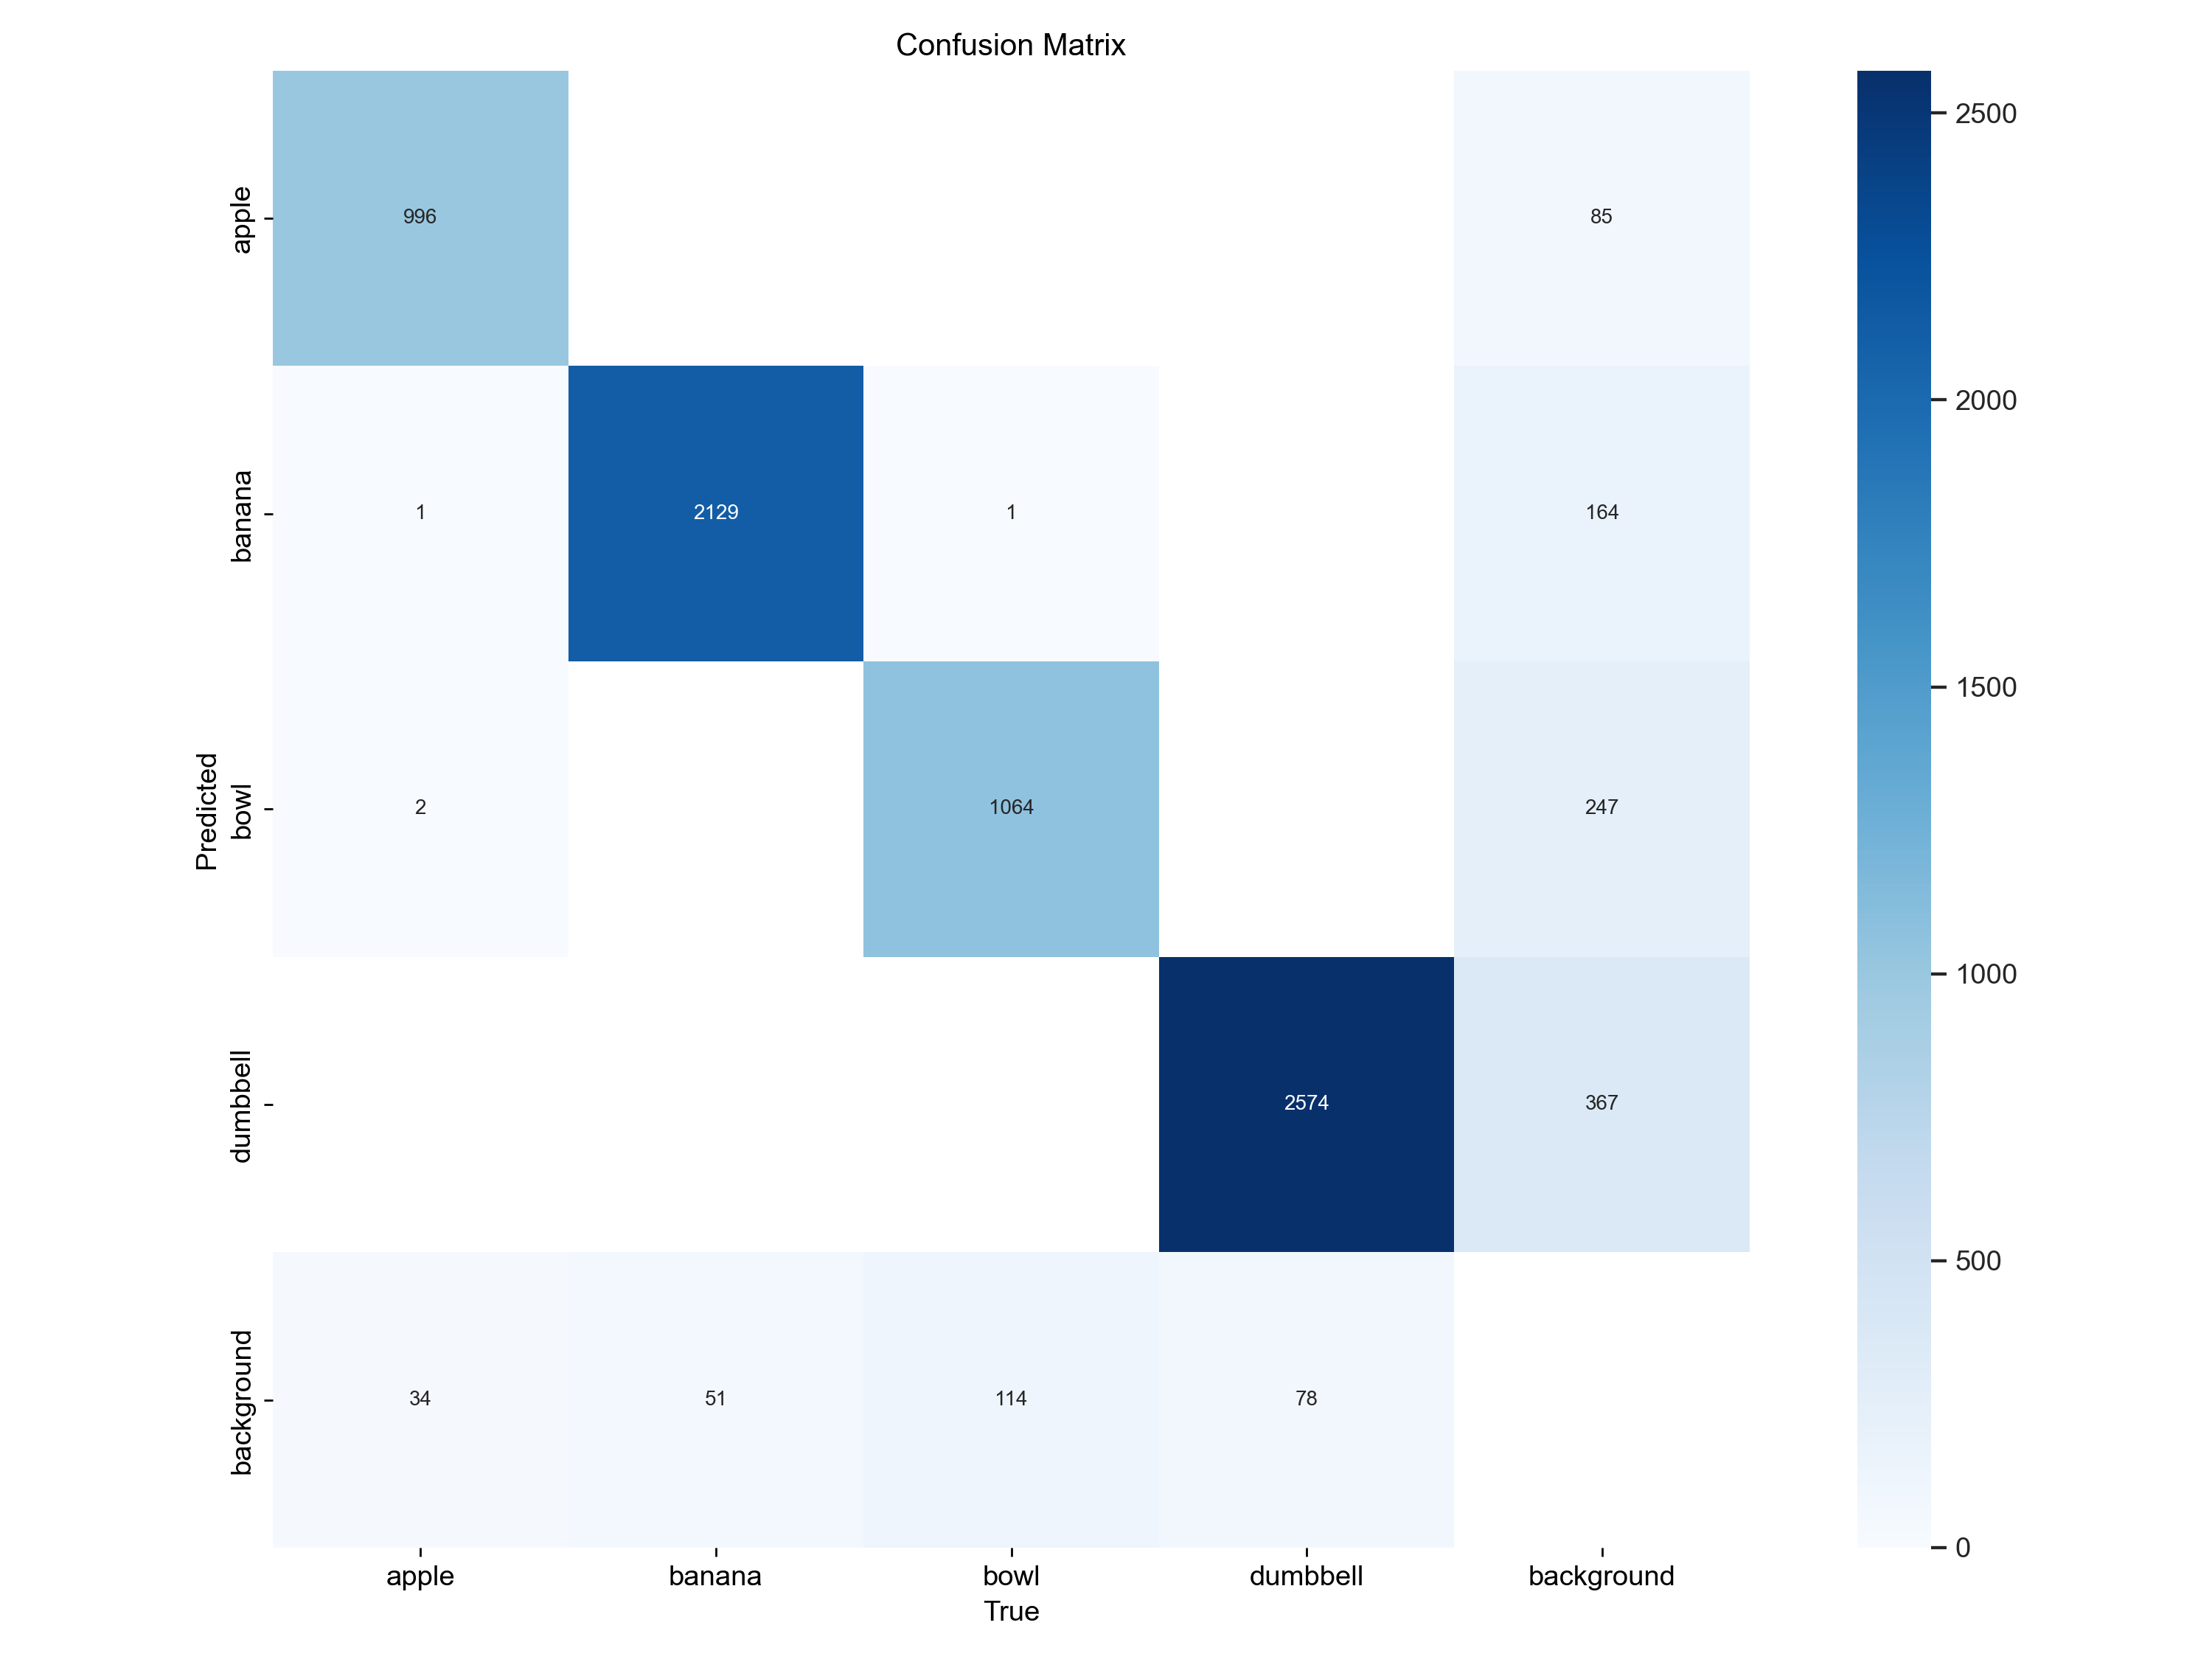 Confusion Matrix
996
85
1
2129
1
164
2
1064
247
2574
367
34
51
114
78
apple
banana
bowl
dumbbell
background
Predicted
apple
banana
bowl
dumbbell
background
True
2500
2000
1500
1000
500
0